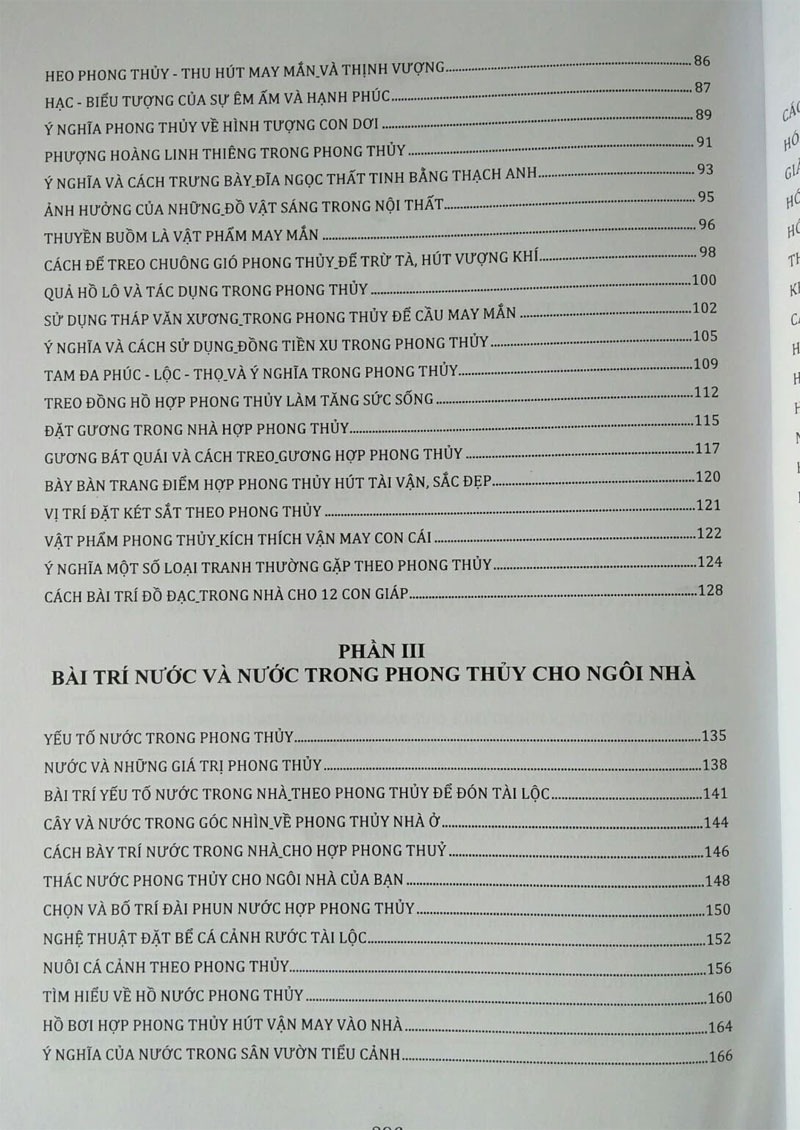 HEO PHONG THỦY - THU HÚT MAY MẮN VÀ THỊNH VƯỢNG 86
HẠC - BIỂU TƯỢNG CỦA SỰ ÊM ẤM VÀ HẠNH PHÚC 87
Ý NGHĨA PHONG THỦY VỀ HÌNH TƯỢNG CON DƠI 89
PHƯỢNG HOÀNG LINH THIÊNG TRONG PHONG THỦY 91
Ý NGHĨA VÀ CÁCH TRƯNG BÀY ĐĨA NGỌC THẤT TINH BẰNG THẠCH ANH 93
ẢNH HƯỞNG CỦA NHỮNG ĐỒ VẬT SÁNG TRONG NỘI THẤT 95
THUYỀN BUỒM LÀ VẬT PHẨM MAY MẮN 96
CÁCH ĐỂ TREO CHUÔNG GIÓ PHONG THỦY ĐỂ TRỪ TÀ, HÚT VƯỢNG KHÍ 98
QUẢ HỒ LÔ VÀ TÁC DỤNG TRONG PHONG THỦY 100
SỬ DỤNG THÁP VĂN XƯƠNG TRONG PHONG THỦY ĐỂ CẦU MAY MẮN 102
Ý NGHĨA VÀ CÁCH SỬ DỤNG ĐỒNG TIỀN XU TRONG PHONG THỦY 105
TAM ĐA PHÚC - LỘC - THỌ VÀ Ý NGHĨA TRONG PHONG THỦY 109
TREO ĐỒNG HỒ HỢP PHONG THỦY LÀM TĂNG SỨC SỐNG 112
ĐẶT GƯƠNG TRONG NHÀ HỢP PHONG THỦY 115
GƯƠNG BÁT QUÁI VÀ CÁCH TREO GƯƠNG HỢP PHONG THỦY 117
BÀY BÀN TRANG ĐIỂM HỢP PHONG THỦY HÚT TÀI VẬN, SẮC ĐẸP 120
VỊ TRÍ ĐẶT KÉT SẮT THEO PHONG THỦY 121
VẬT PHẨM PHONG THỦY KÍCH THÍCH VẬN MAY CON CÁI 122
Ý NGHĨA MỘT SỐ LOẠI TRANH THƯỜNG GẶP THEO PHONG THỦY 124
CÁCH BÀI TRÍ ĐỒ ĐẠC TRONG NHÀ CHO 12 CON GIÁP 128
PHẦN III
BÀI TRÍ NƯỚC VÀ NƯỚC TRONG PHONG THỦY CHO NGÔI NHÀ
YẾU TỐ NƯỚC TRONG PHONG THỦY 135
NƯỚC VÀ NHỮNG GIÁ TRỊ PHONG THỦY 138
BÀI TRÍ YẾU TỐ NƯỚC TRONG NHÀ THEO PHONG THỦY ĐỂ ĐÓN TÀI LỘC 141
CÂY VÀ NƯỚC TRONG GÓC NHÌN VỀ PHONG THỦY NHÀ Ở 144
CÁCH BÀY TRÍ NƯỚC TRONG NHÀ CHO HỢP PHONG THUỶ 146
THÁC NƯỚC PHONG THỦY CHO NGÔI NHÀ CỦA BẠN 148
CHỌN VÀ BỐ TRÍ ĐÀI PHUN NƯỚC HỢP PHONG THỦY 150
NGHỆ THUẬT ĐẶT BỂ CÁ CẢNH RƯỚC TÀI LỘC 152
NUÔI CÁ CẢNH THEO PHONG THỦY 156
TÌM HIỂU VỀ HỒ NƯỚC PHONG THỦY 160
HỒ BƠI HỢP PHONG THỦY HÚT VẬN MAY VÀO NHÀ 164
Ý NGHĨA CỦA NƯỚC TRONG SÂN VƯỜN TIỂU CẢNH 166